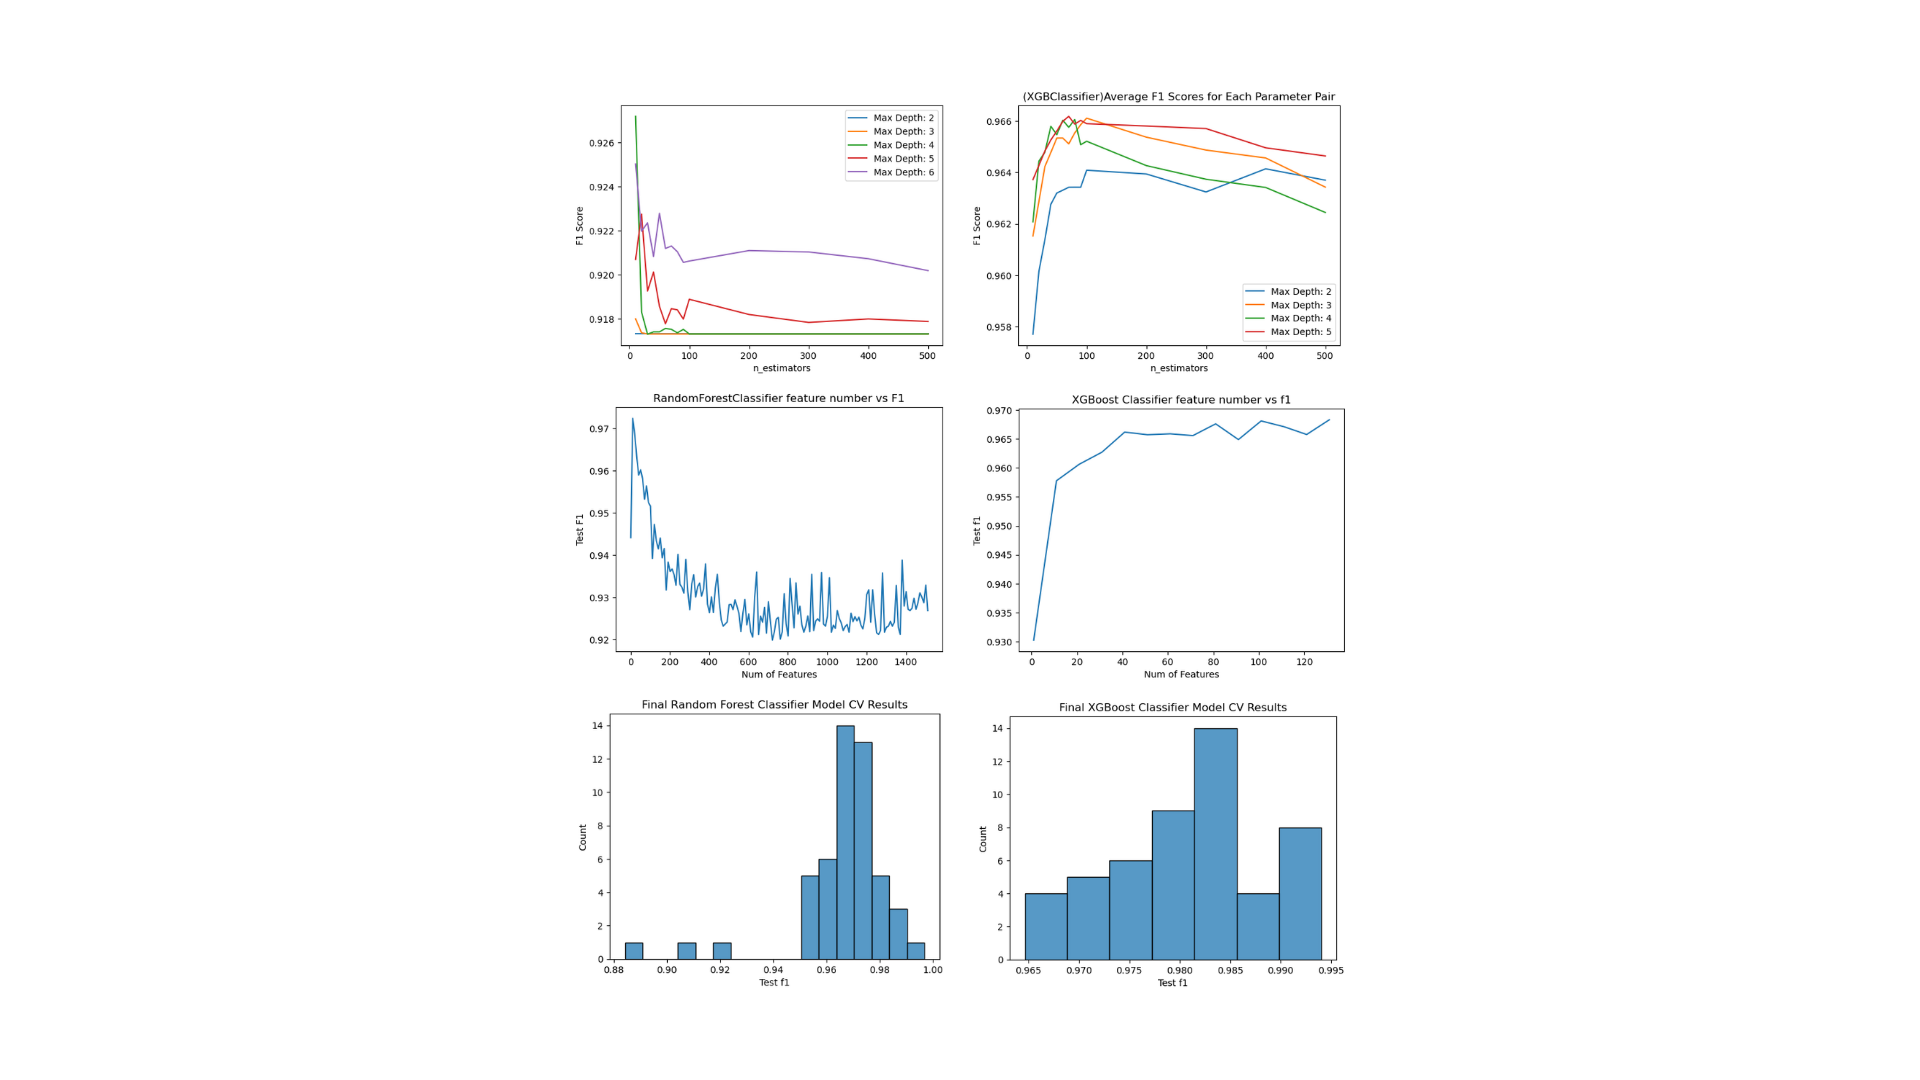 Max Depth: 2
Max Depth: 3
Max Depth: 4
Max Depth: 5
Max Depth: 6
F1 Score
0.926
0.924
0.922
0.920
0.918
0 100 200 300 400 500
n_estimators
(XGBClassifier)Average F1 Scores for Each Parameter Pair
F1 Score
0.966
0.964
0.962
0.960
0.958
Max Depth: 2
Max Depth: 3
Max Depth: 4
Max Depth: 5
0 100 200 300 400 500
n_estimators
RandomForestClassifier feature number vs F1
Test F1
0.97
0.96
0.95
0.94
0.93
0.92
0 200 400 600 800 1000 1200 1400
Num of Features
XGBoost Classifier feature number vs f1
Test f1
0.970
0.965
0.960
0.955
0.950
0.945
0.940
0.935
0.930
0 20 40 60 80 100 120
Num of Features
Final Random Forest Classifier Model CV Results
Count
14
12
10
8
6
4
2
0
0.88 0.90 0.92 0.94 0.96 0.98 1.00
Test f1
Final XGBoost Classifier Model CV Results
Count
14
12
10
8
6
4
2
0
0.965 0.970 0.975 0.980 0.985 0.990 0.995
Test f1